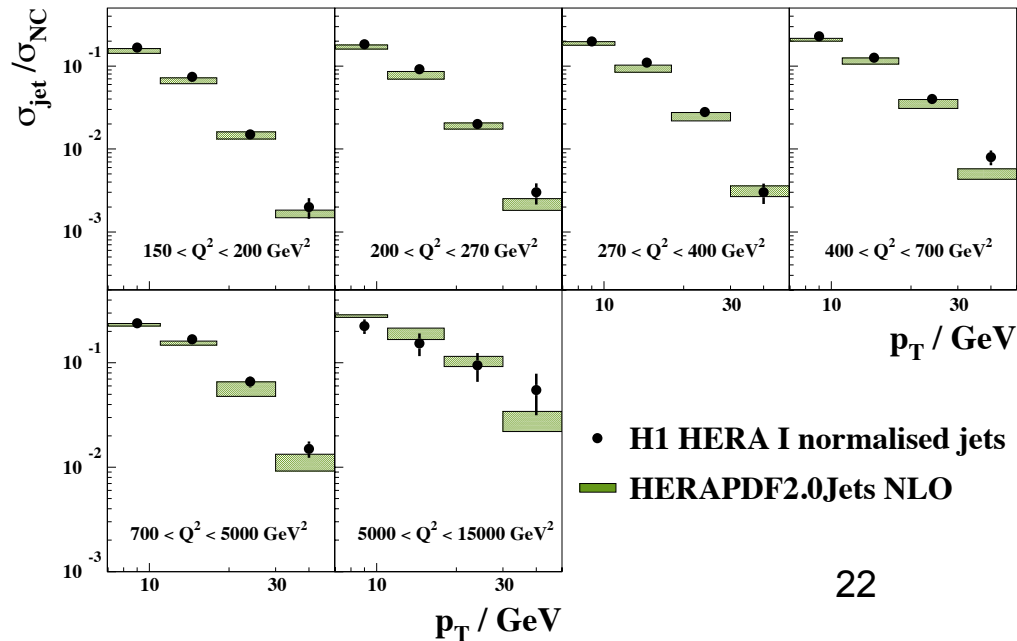 σjet /σNC
10-1
10-2
10-3
150 < Q2 < 200 GeV2
200 < Q2 < 270 GeV2
270 < Q2 < 400 GeV2
400 < Q2 < 700 GeV2
10 30
10 30
pT / GeV
10-1
10-2
10-3
700 < Q2 < 5000 GeV2
5000 < Q2 < 15000 GeV2
10 30
10 30
pT / GeV
H1 HERA I normalised jets
HERAPDF2.0Jets NLO
22